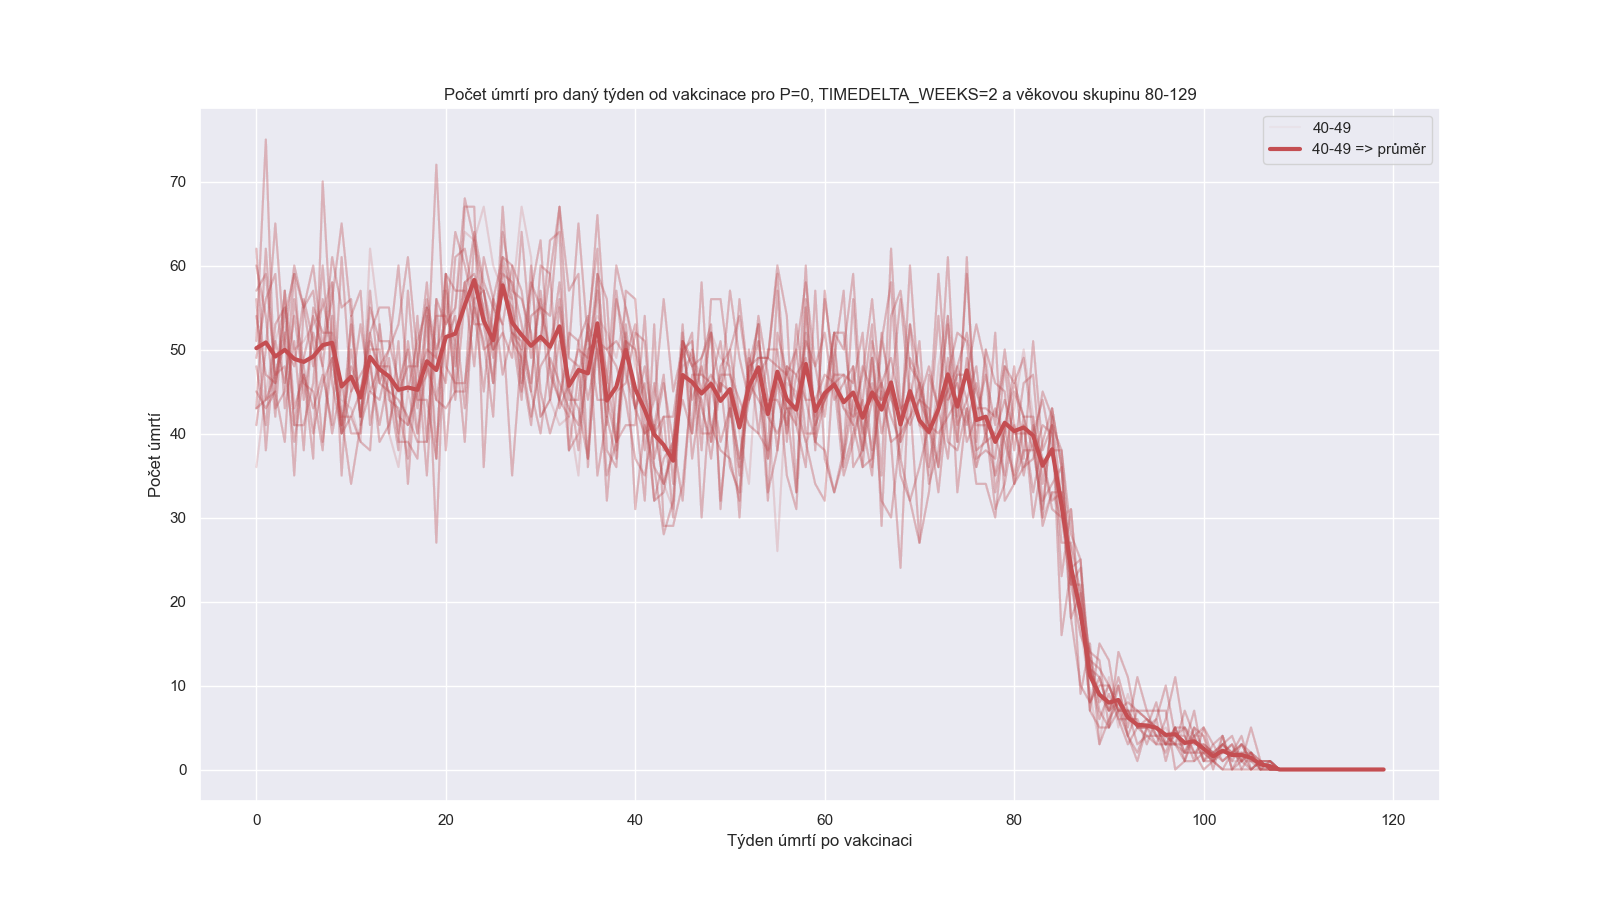 Počet úmrtí pro daný týden od vakcinace pro P=0, TIMEDELTA_WEEKS=2 a věkovou skupinu 80-129
40-49
40-49 => průměr
70
60
50
40
30
20
10
0
Počet úmrtí
0 20 40 60 80 100 120
Týden úmrtí po vakcinaci